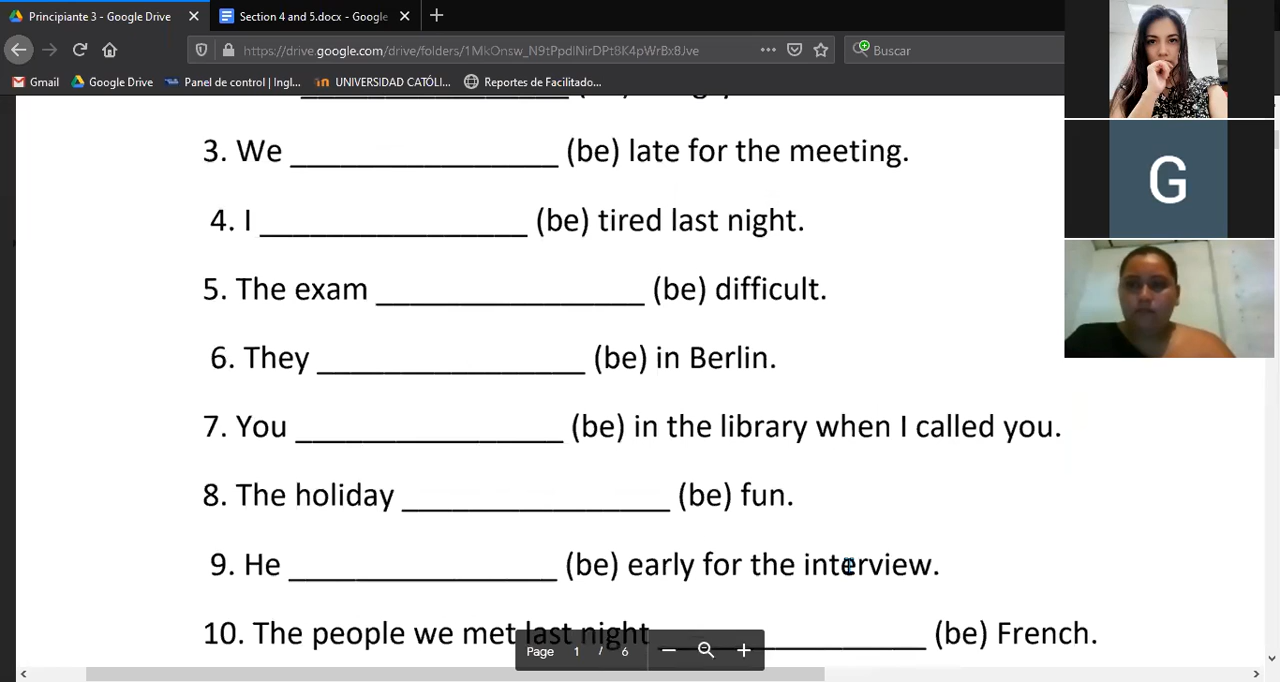 Principiante 3 - Google Drive
Section 4 and 5.docx - Google
https://drive.google.com/drive/folders/1MkOnsw_N9tPpdlNirDPt8K4pWrBx8Jve
Buscar
Gmail
Google Drive
Panel de control | Ingl...
UNIVERSIDAD CATÓLI...
Reportes de Facilitado...
3. We ________________ (be) late for the meeting.
4. I ________________ (be) tired last night.
5. The exam ________________ (be) difficult.
6. They ________________ (be) in Berlin.
7. You ________________ (be) in the library when I called you.
8. The holiday ________________ (be) fun.
9. He ________________ (be) early for the interview.
10. The people we met last night ________________ (be) French.
Page 1 / 6
G